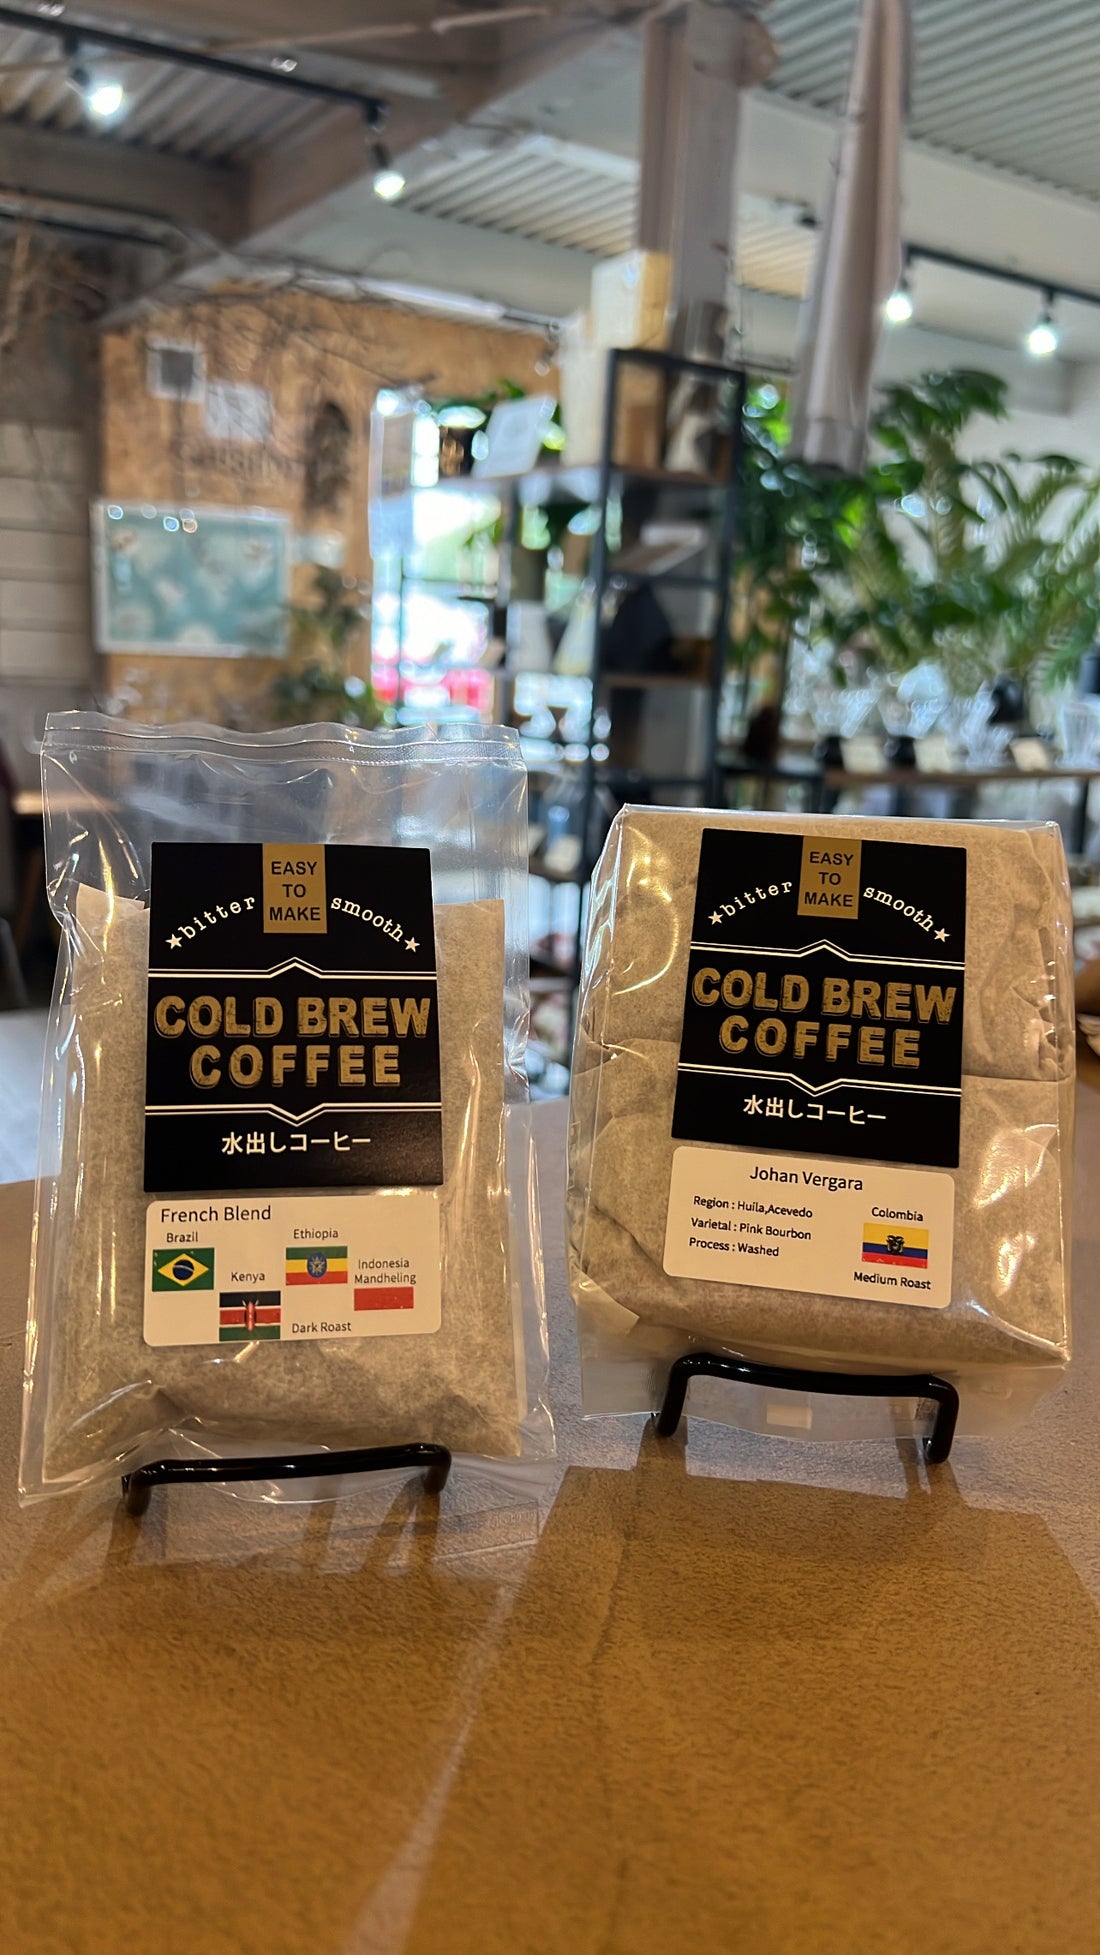 EASY
TO
MAKE
★bitter smooth★
COLD BREW
COFFEE
水出しコーヒー
French Blend
Brazil
Ethiopia
Kenya
Indonesia
Mandheling
Dark Roast
EASY
TO
MAKE
★bitter smooth★
COLD BREW
COFFEE
水出しコーヒー
Johan Vergara
Region : Huila,Acevedo
Varietal : Pink Bourbon
Process : Washed
Colombia
Medium Roast